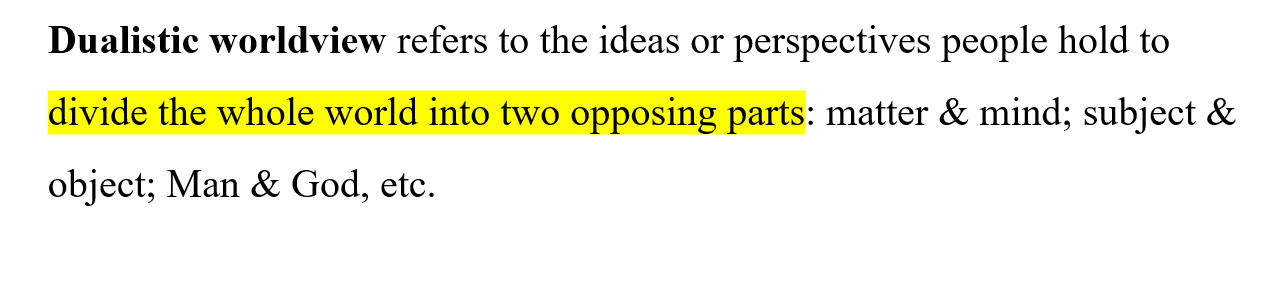 Dualistic worldview refers to the ideas or perspectives people hold to
divide the whole world into two opposing parts: matter & mind; subject &
object; Man & God, etc.